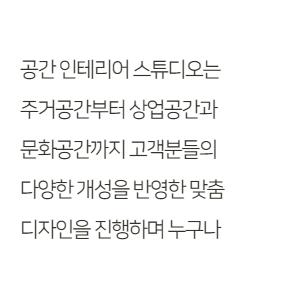 공간 인테리어 스튜디오는
주거공간부터 상업공간과
문화공간까지 고객분들의
다양한 개성을 반영한 맞춤
디자인을 진행하며 누구나